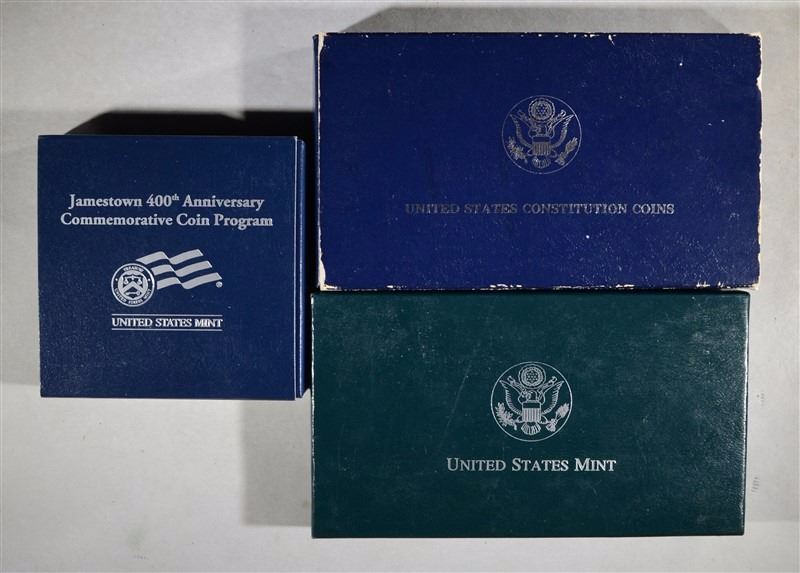 Jamestown 400th Anniversary
Commemorative Coin Program
®
UNITED STATES MINT
UNITED STATES CONSTITUTION COINS
UNITED STATES MINT